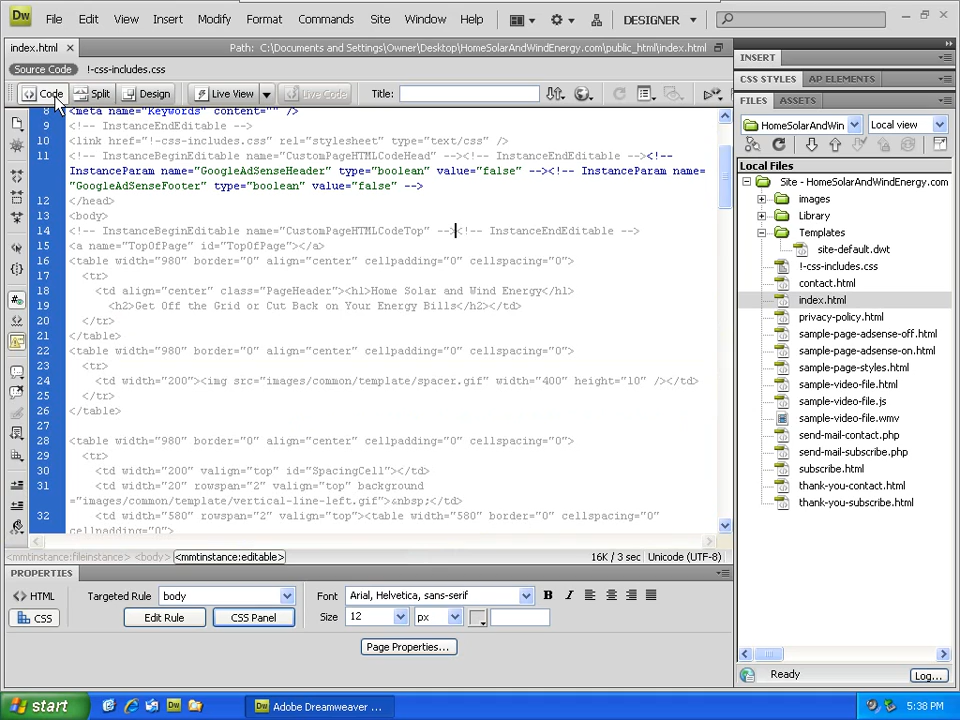 Dw File Edit View Insert Modify Format Commands Site Window Help DESIGNER
index.html Path: C:\Documents and Settings\Owner\Desktop\HomeSolarAndWindEnergy.com\public_html\index.html
Source Code !-css-includes.css
Code Split Design Live View Live Code Title:
8 <meta name="Keywords" content="" />
9 <!-- InstanceEndEditable -->
10 <link href="!-css-includes.css" rel="stylesheet" type="text/css" />
11 <!-- InstanceBeginEditable name="CustomPageHTMLCodeHead" --><!-- InstanceEndEditable --><!--
InstanceParam name="GoogleAdSenseHeader" type="boolean" value="false" --><!-- InstanceParam name=
"GoogleAdSenseFooter" type="boolean" value="false" -->
12 </head>
13 <body>
14 <!-- InstanceBeginEditable name="CustomPageHTMLCodeTop" --><!-- InstanceEndEditable -->
15 <a name="TopOfPage" id="TopOfPage"></a>
16 <table width="980" border="0" align="center" cellpadding="0" cellspacing="0">
17 <tr>
18 <td align="center" class="PageHeader"><h1>Home Solar and Wind Energy</h1>
19 <h2>Get Off the Grid or Cut Back on Your Energy Bills</h2></td>
20 </tr>
21 </table>
22 <table width="980" border="0" align="center" cellpadding="0" cellspacing="0">
23 <tr>
24 <td width="200"><img src="images/common/template/spacer.gif" width="400" height="10" /></td>
25 </tr>
26 </table>
27
28 <table width="980" border="0" align="center" cellpadding="0" cellspacing="0">
29 <tr>
30 <td width="200" valign="top" id="SpacingCell"></td>
31 <td width="20" rowspan="2" valign="top" background
="images/common/template/vertical-line-left.gif">&nbsp;</td>
32 <td width="580" rowspan="2" valign="top"><table width="580" border="0" cellspacing="0"
cellpadding="0">
<mmtinstance:fileinstance> <body> <mmtinstance:editable> 16K / 3 sec Unicode (UTF-8)
PROPERTIES
HTML Targeted Rule body Font Arial, Helvetica, sans-serif B I
CSS Edit Rule CSS Panel Size 12 px
Page Properties...
INSERT
CSS STYLES AP ELEMENTS
FILES ASSETS
HomeSolarAndWin Local view
Local Files
Site - HomeSolarAndWindEnergy.com
images
Library
Templates
site-default.dwt
!-css-includes.css
contact.html
index.html
privacy-policy.html
sample-page-adsense-off.html
sample-page-adsense-on.html
sample-page-styles.html
sample-video-file.html
sample-video-file.js
sample-video-file.wmv
send-mail-contact.php
send-mail-subscribe.php
subscribe.html
thank-you-contact.html
thank-you-subscribe.html
Ready Log...
start Dw Dw Adobe Dreamweaver ... 5:38 PM